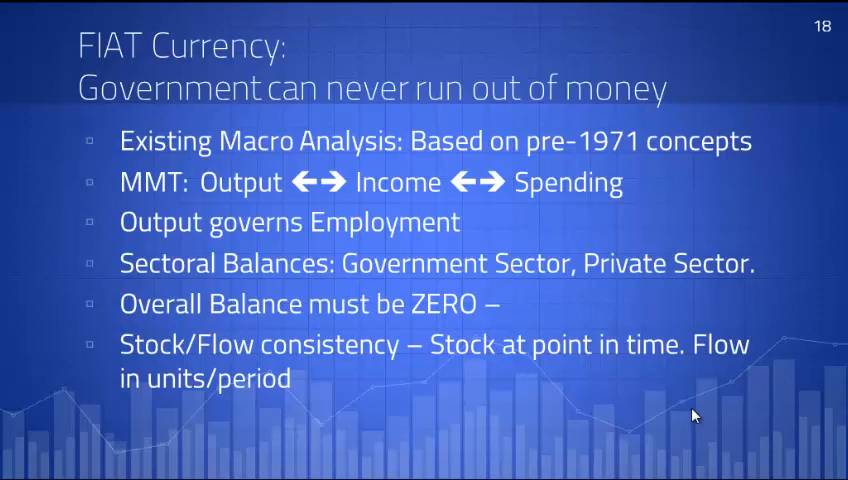 18
FIAT Currency:
Government can never run out of money
▫ Existing Macro Analysis: Based on pre-1971 concepts
▫ MMT: Output 🡸🡺 Income 🡸🡺 Spending
▫ Output governs Employment
▫ Sectoral Balances: Government Sector, Private Sector.
▫ Overall Balance must be ZERO –
▫ Stock/Flow consistency – Stock at point in time. Flow
in units/period